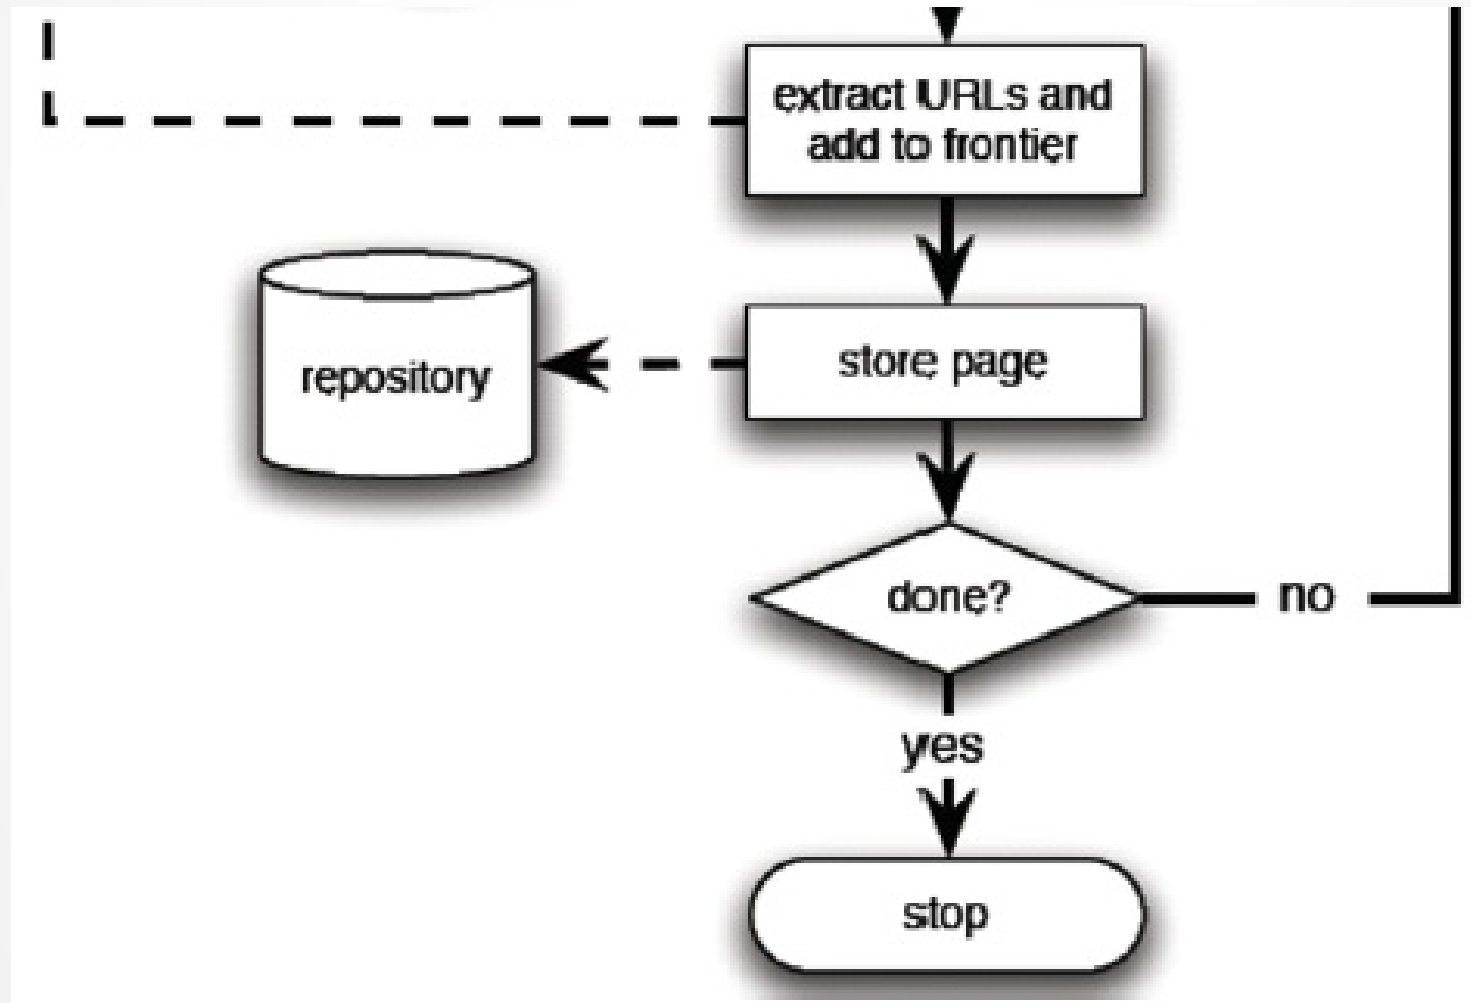 extract URLs and
add to frontier
repository
store page
done?
no
yes
stop